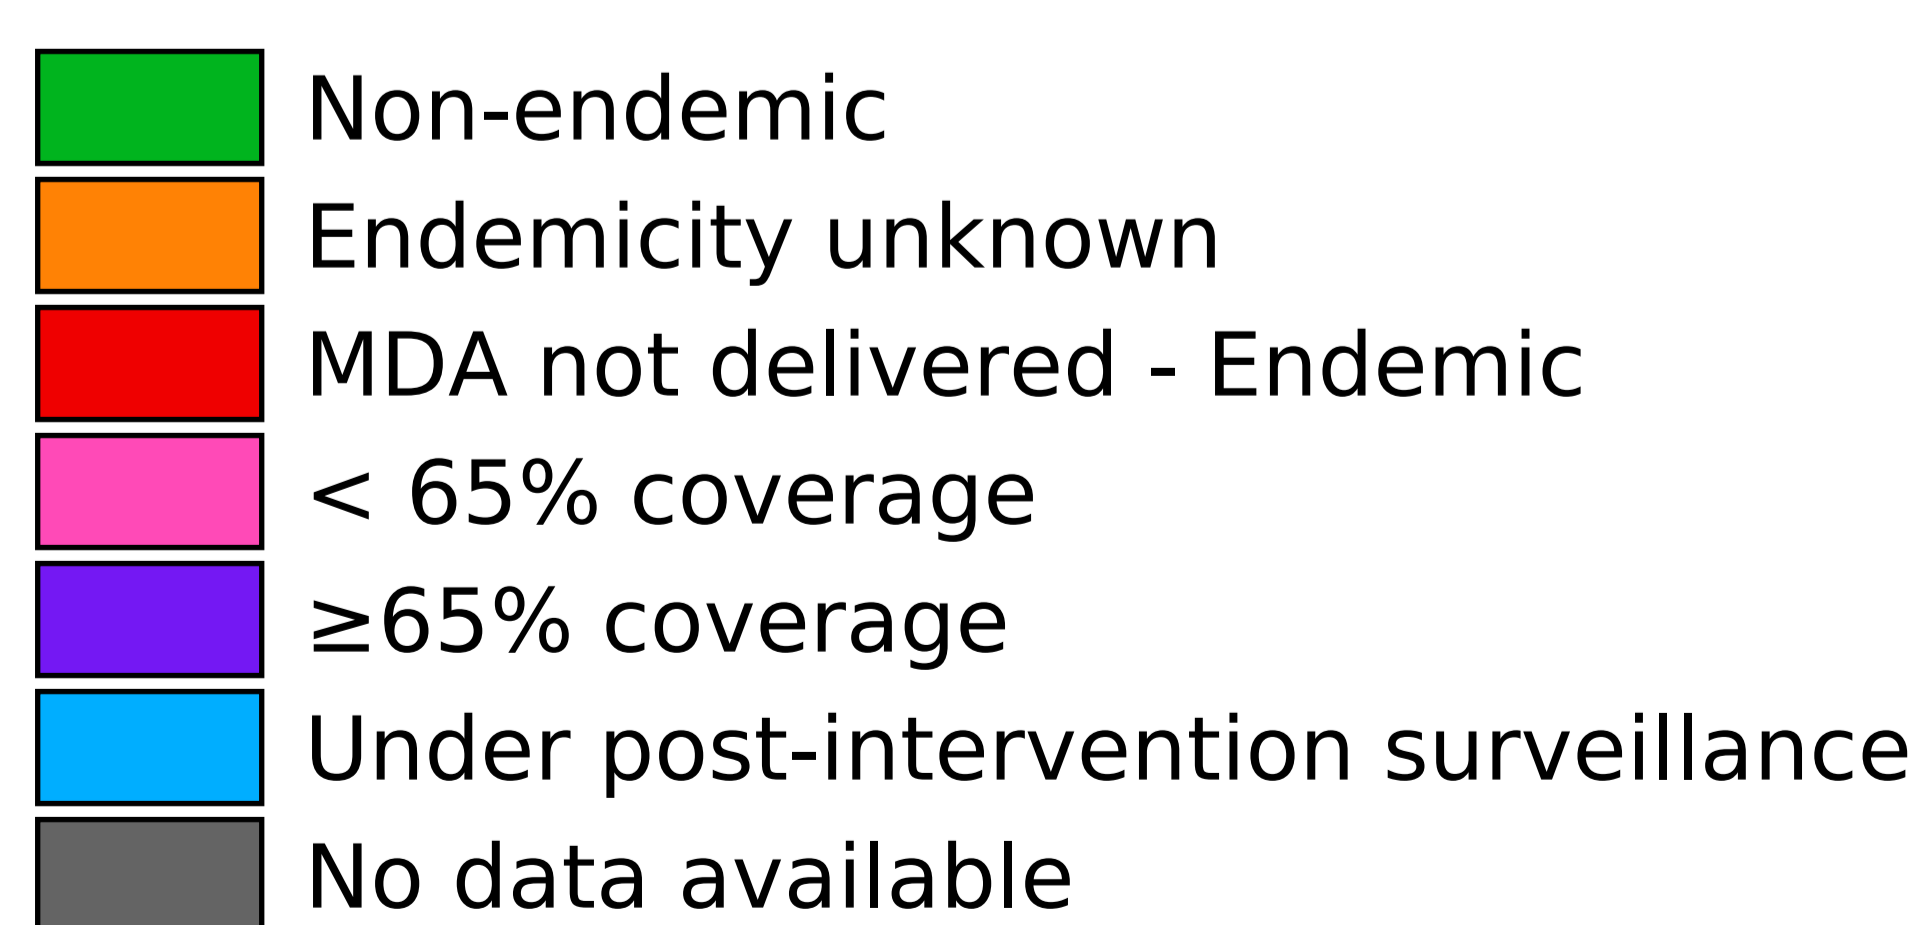 Non-endemic
Endemicity unknown
MDA not delivered - Endemic
< 65% coverage
≥65% coverage
Under post-intervention surveillance
No data available